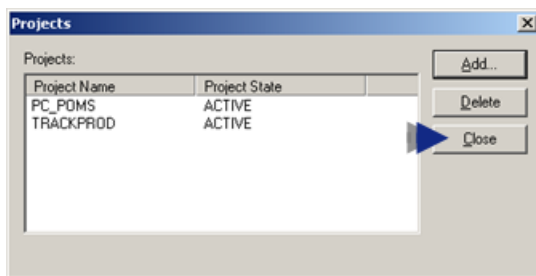 Projects
Projects:
Add...
Project Name Project State
PC_POMS ACTIVE
Delete
TRACKPROD ACTIVE
Close